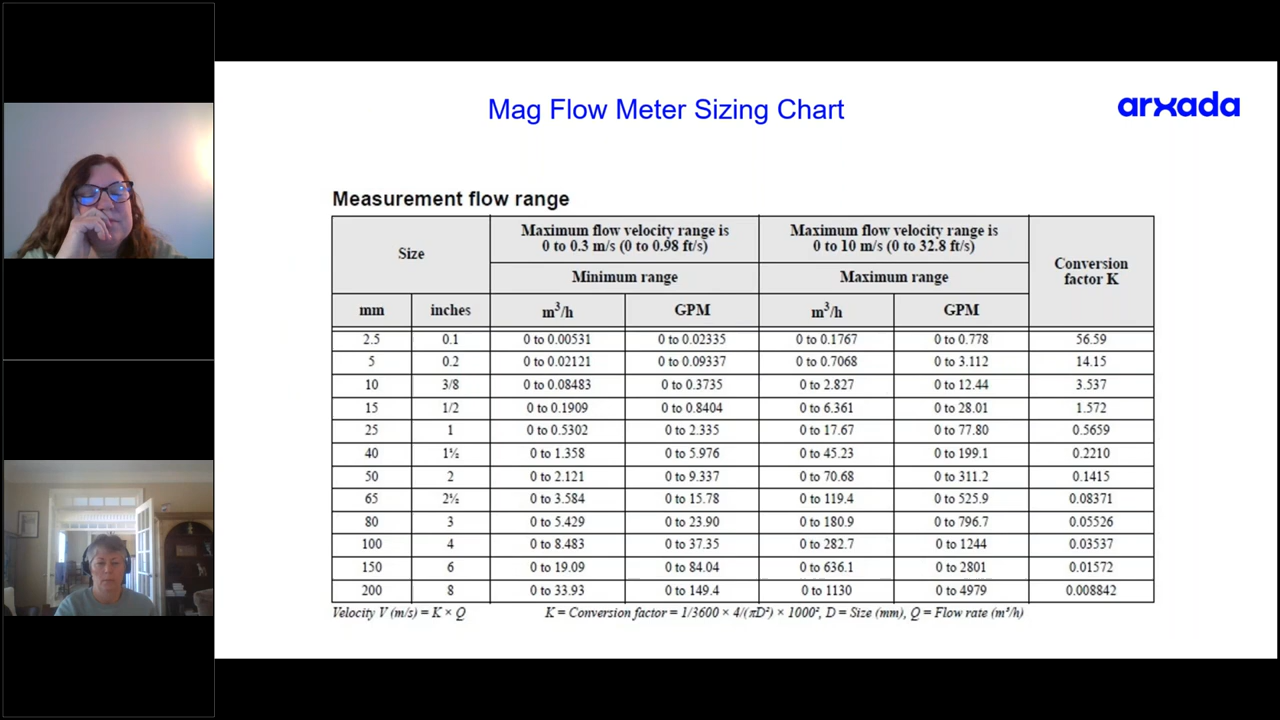 Mag Flow Meter Sizing Chart
arxada
Measurement flow range
Size
Maximum flow velocity range is
0 to 0.3 m/s (0 to 0.98 ft/s)
Maximum flow velocity range is
0 to 10 m/s (0 to 32.8 ft/s)
Conversion
factor K
Minimum range
Maximum range
mm inches m³/h GPM m³/h GPM
2.5 0.1 0 to 0.00531 0 to 0.02335 0 to 0.1767 0 to 0.778 56.59
5 0.2 0 to 0.02121 0 to 0.09337 0 to 0.7068 0 to 3.112 14.15
10 3/8 0 to 0.08483 0 to 0.3735 0 to 2.827 0 to 12.44 3.537
15 1/2 0 to 0.1909 0 to 0.8404 0 to 6.361 0 to 28.01 1.572
25 1 0 to 0.5302 0 to 2.335 0 to 17.67 0 to 77.80 0.5659
40 1½ 0 to 1.358 0 to 5.976 0 to 45.23 0 to 199.1 0.2210
50 2 0 to 2.121 0 to 9.337 0 to 70.68 0 to 311.2 0.1415
65 2½ 0 to 3.584 0 to 15.78 0 to 119.4 0 to 525.9 0.08371
80 3 0 to 5.429 0 to 23.90 0 to 180.9 0 to 796.7 0.05526
100 4 0 to 8.483 0 to 37.35 0 to 282.7 0 to 1244 0.03537
150 6 0 to 19.09 0 to 84.04 0 to 636.1 0 to 2801 0.01572
200 8 0 to 33.93 0 to 149.4 0 to 1130 0 to 4979 0.008842
Velocity V (m/s) = K × Q K = Conversion factor = 1/3600 × 4/(πD²) × 1000², D = Size (mm), Q = Flow rate (m³/h)